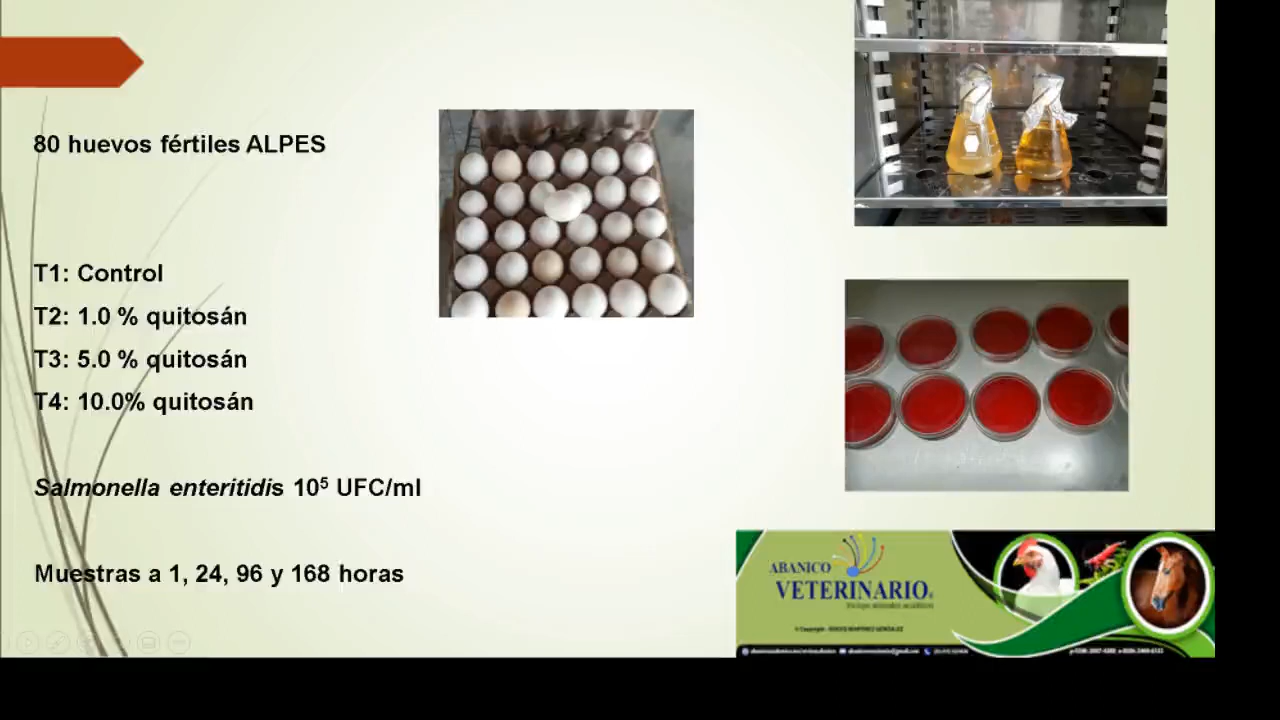 80 huevos fértiles ALPES
T1: Control
T2: 1.0 % quitosán
T3: 5.0 % quitosán
T4: 10.0% quitosán
Salmonella enteritidis 10⁵ UFC/ml
Muestras a 1, 24, 96 y 168 horas
ABANICO
VETERINARIO